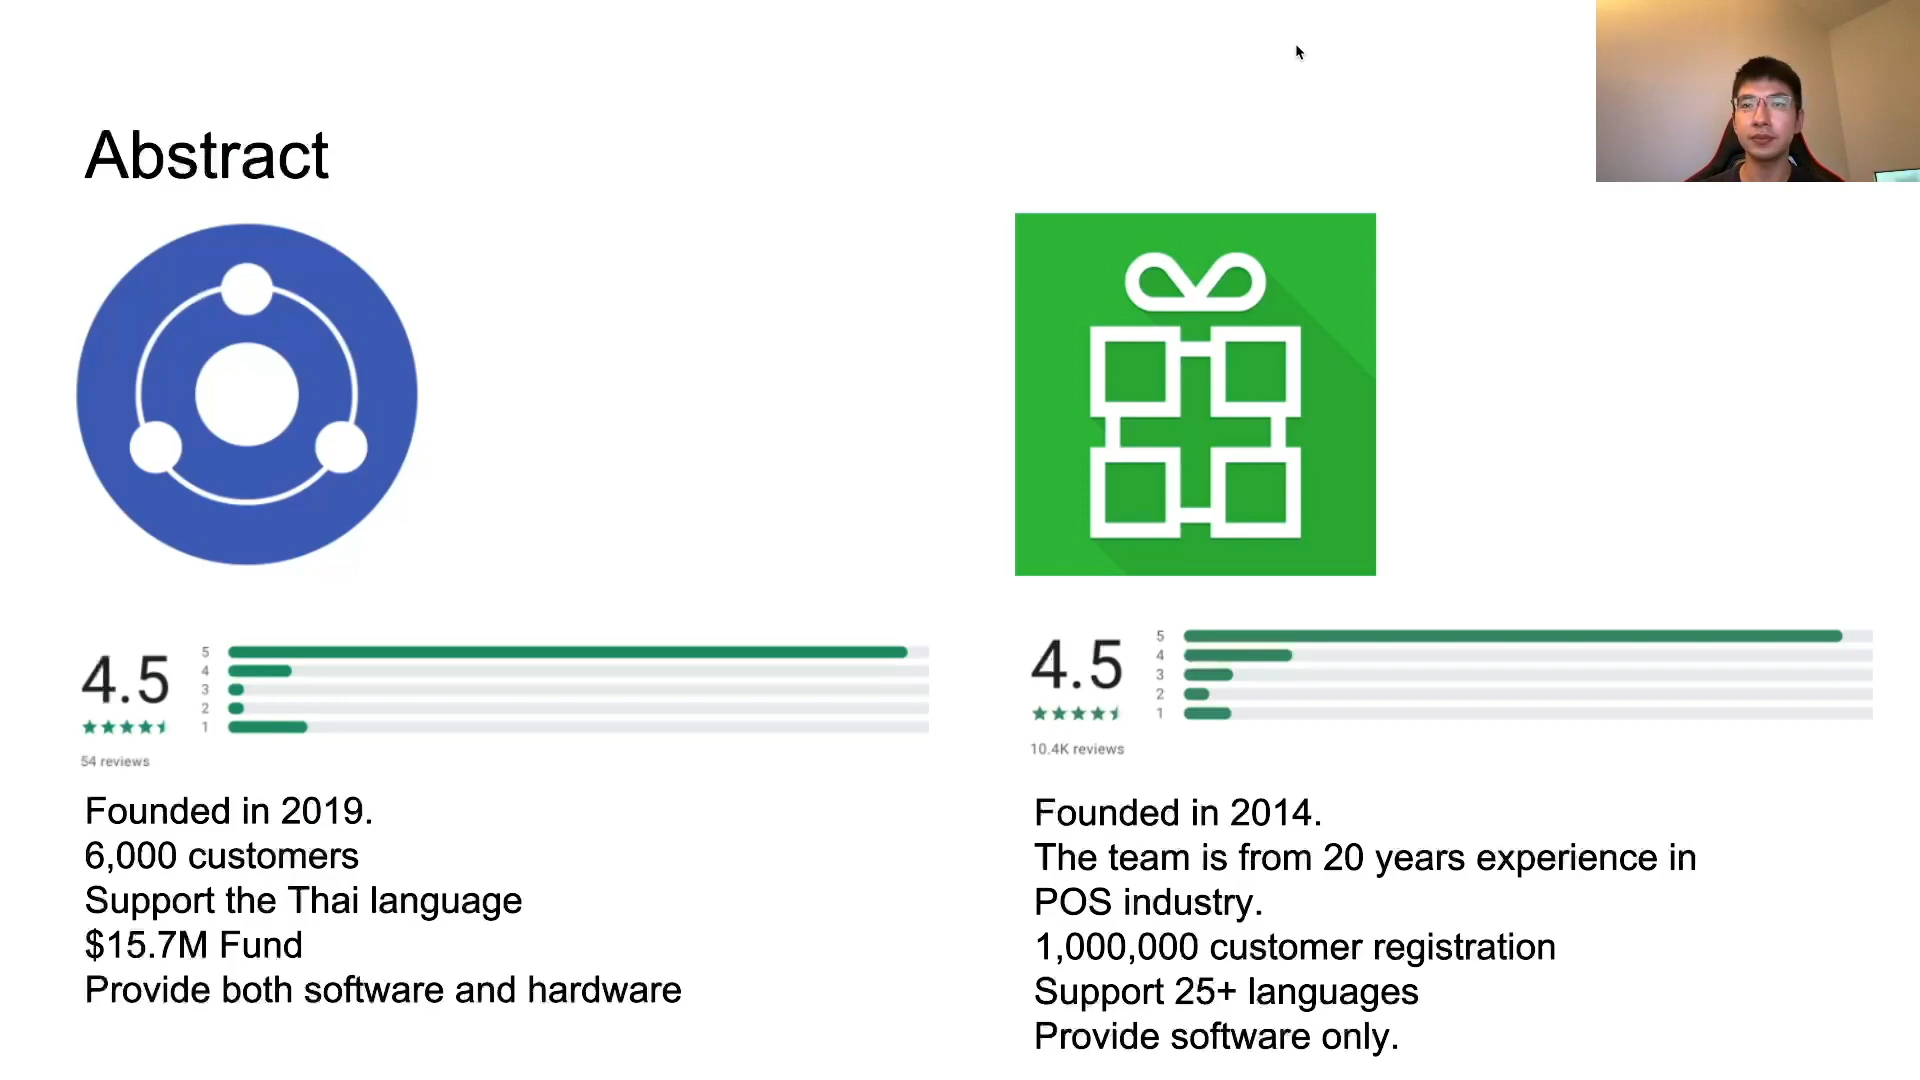 Abstract
4.5
5
4
3
2
1
54 reviews
Founded in 2019.
6,000 customers
Support the Thai language
$15.7M Fund
Provide both software and hardware
4.5
5
4
3
2
1
10.4K reviews
Founded in 2014.
The team is from 20 years experience in
POS industry.
1,000,000 customer registration
Support 25+ languages
Provide software only.